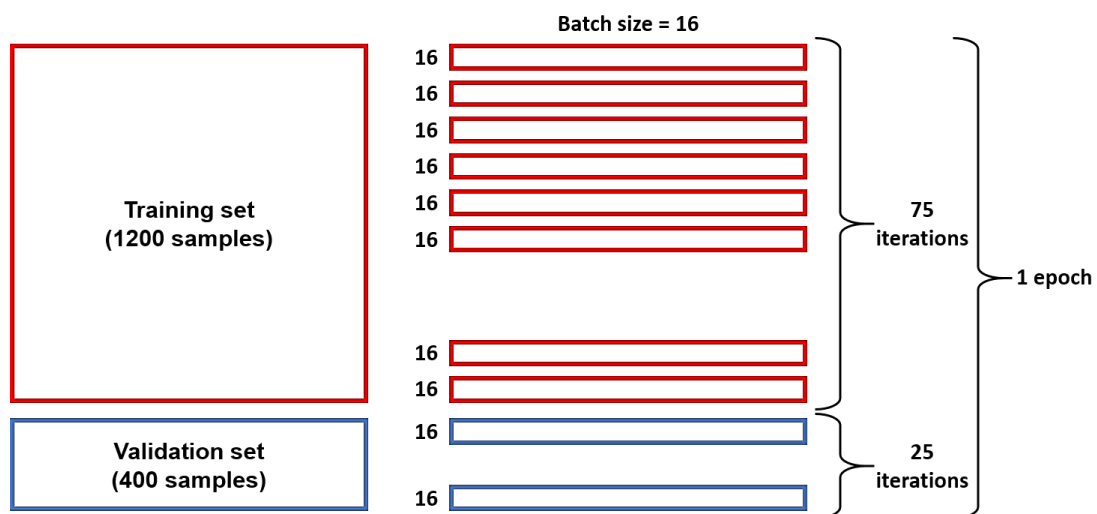 Batch size = 16
16
16
16
16
16
16
16
16
16
16
Training set
(1200 samples)
Validation set
(400 samples)
75
iterations
25
iterations
1 epoch